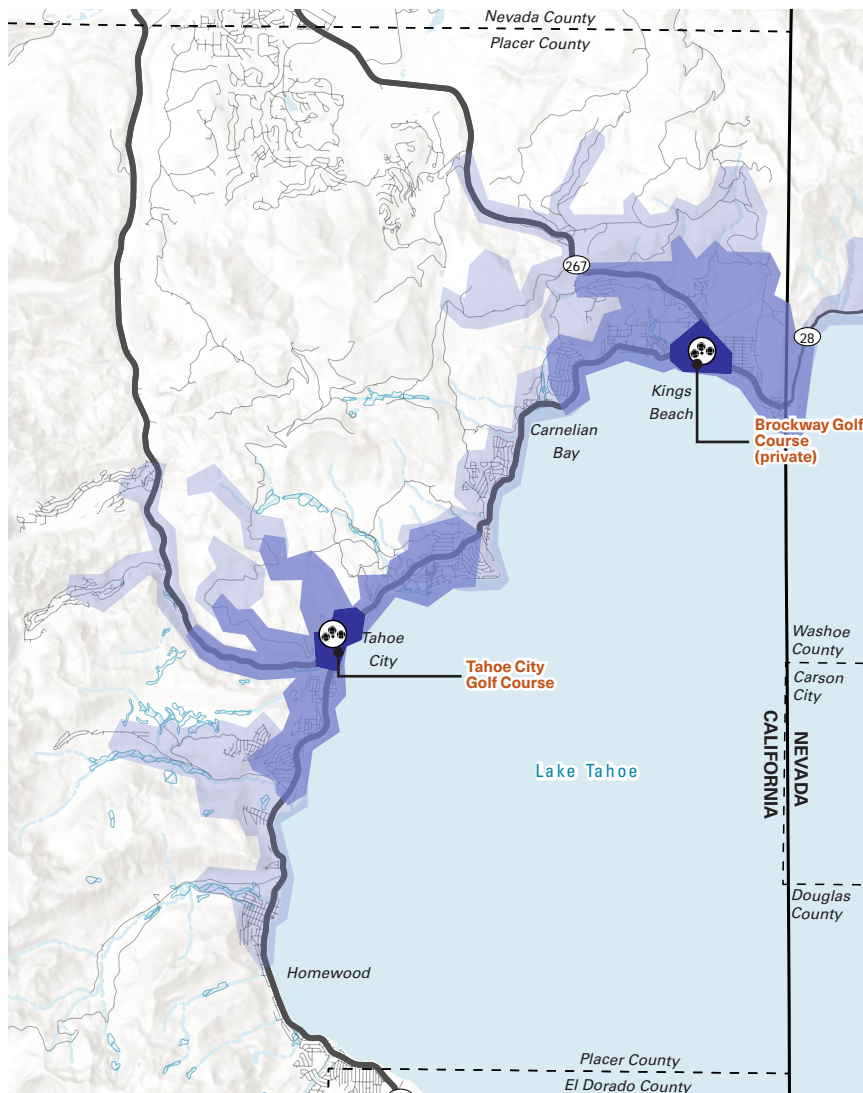 Nevada County
Placer County
267
28
Kings
Beach
Carnelian
Bay
Brockway Golf
Course
(private)
Tahoe
City
Tahoe City
Golf Course
Washoe
County
Carson
City
CALIFORNIA
NEVADA
Lake Tahoe
Douglas
County
Homewood
Placer County
El Dorado County